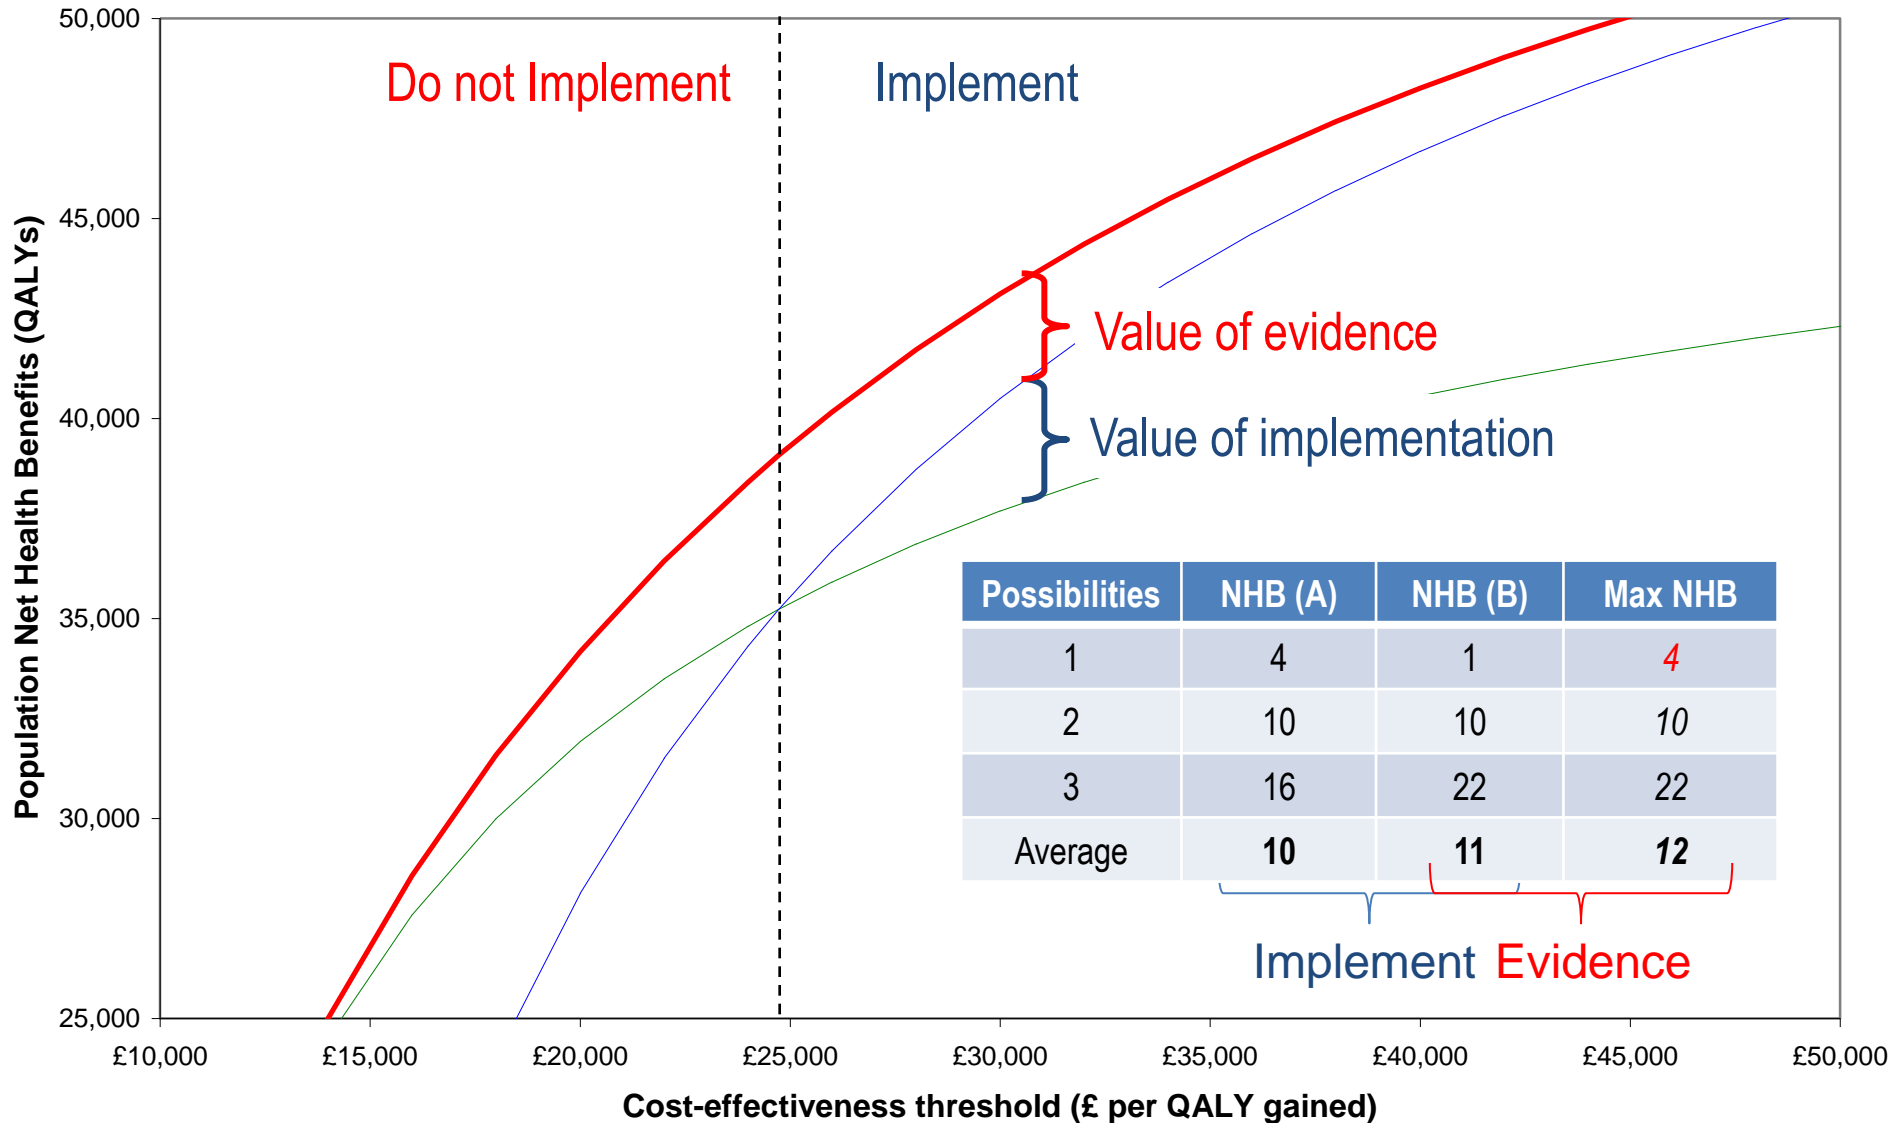 50,000
45,000
40,000
35,000
30,000
25,000
Population Net Health Benefits (QALYs)
Do not Implement
Implement
Value of evidence
Value of implementation
Possibilities NHB (A) NHB (B) Max NHB
1 4 1 4
2 10 10 10
3 16 22 22
Average 10 11 12
Implement Evidence
£10,000 £15,000 £20,000 £25,000 £30,000 £35,000 £40,000 £45,000 £50,000
Cost-effectiveness threshold (£ per QALY gained)